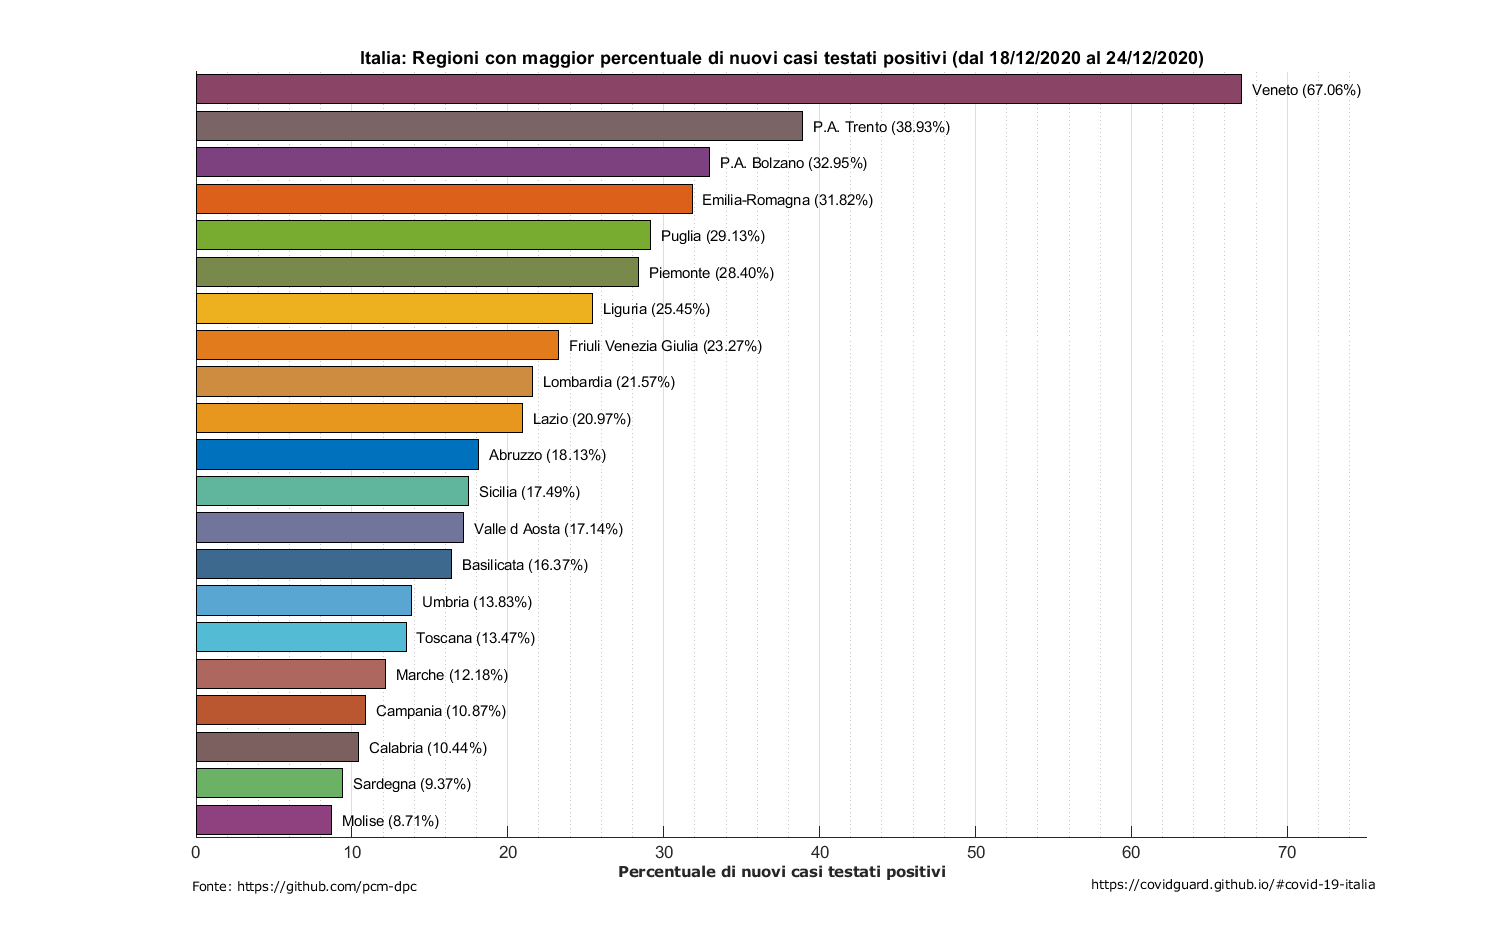 Italia: Regioni con maggior percentuale di nuovi casi testati positivi (dal 18/12/2020 al 24/12/2020)
Veneto (67.06%)
P.A. Trento (38.93%)
P.A. Bolzano (32.95%)
Emilia-Romagna (31.82%)
Puglia (29.13%)
Piemonte (28.40%)
Liguria (25.45%)
Friuli Venezia Giulia (23.27%)
Lombardia (21.57%)
Lazio (20.97%)
Abruzzo (18.13%)
Sicilia (17.49%)
Valle d Aosta (17.14%)
Basilicata (16.37%)
Umbria (13.83%)
Toscana (13.47%)
Marche (12.18%)
Campania (10.87%)
Calabria (10.44%)
Sardegna (9.37%)
Molise (8.71%)
0 10 20 30 40 50 60 70
Percentuale di nuovi casi testati positivi
Fonte: https://github.com/pcm-dpc
https://covidguard.github.io/#covid-19-italia